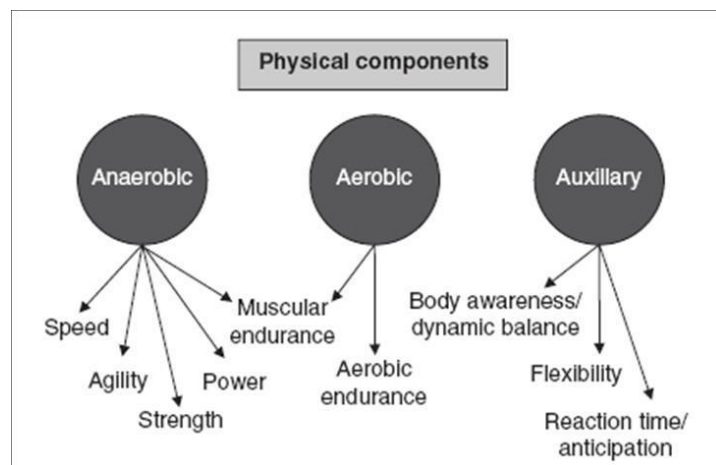 Physical components
Anaerobic
Aerobic
Auxillary
Speed
Agility
Strength
Power
Muscular
endurance
Aerobic
endurance
Body awareness/
dynamic balance
Flexibility
Reaction time/
anticipation